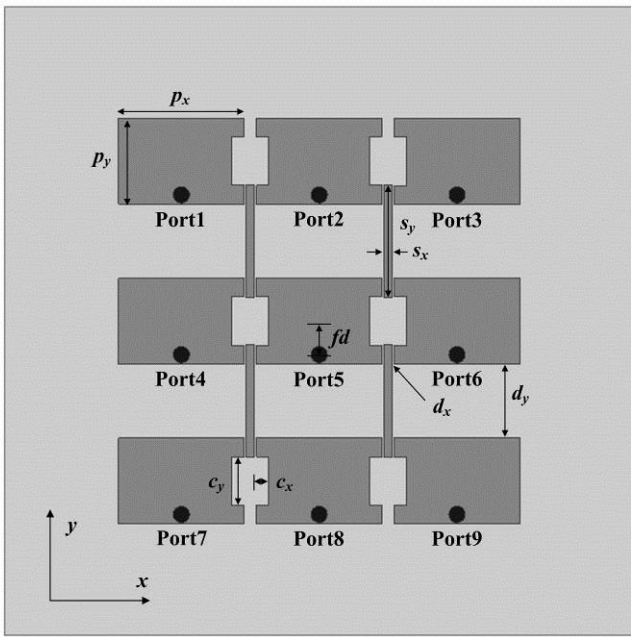 px
py
Port1 Port2 Port3
sy
sx
fd
Port4 Port5 Port6
dx
dy
cy
cx
Port7 Port8 Port9
y
x